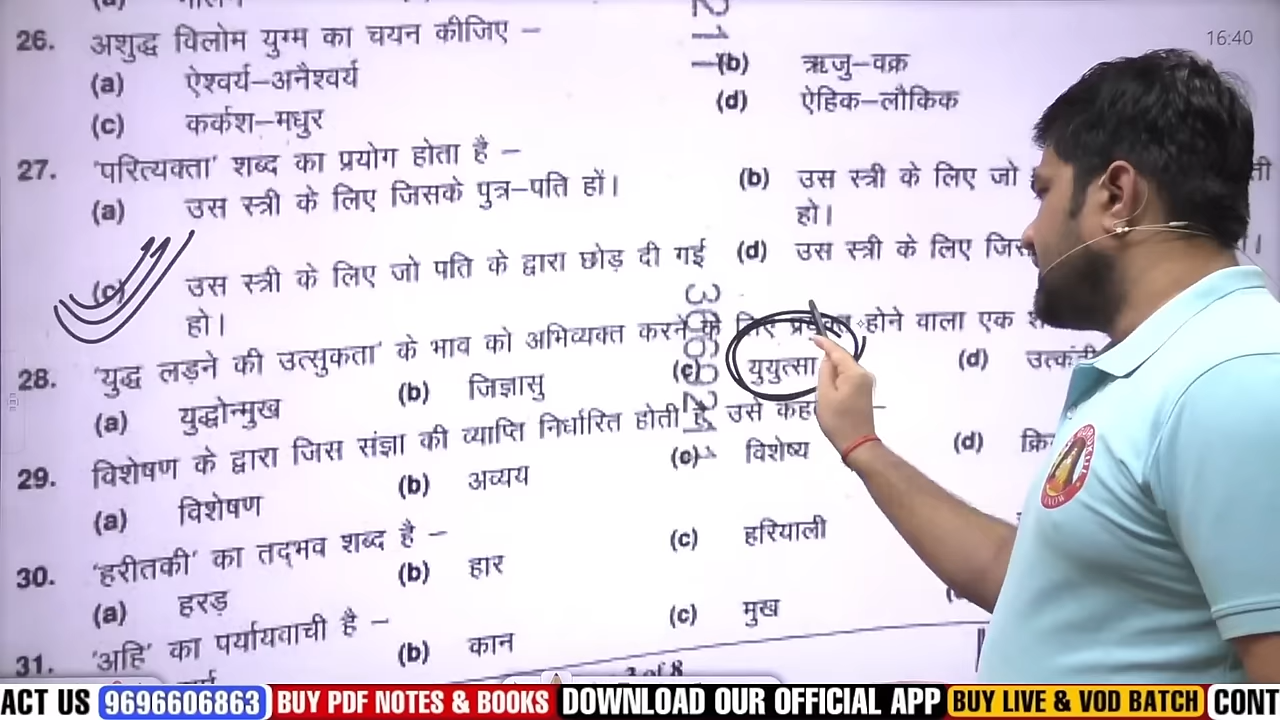 26. अशुद्ध विलोम युग्म का चयन कीजिए –
(a) ऐश्वर्य–अनैश्वर्य (b) ऋजु–वक्र
(c) कर्कश–मधुर (d) ऐहिक–लौकिक
27. 'परित्यक्ता' शब्द का प्रयोग होता है –
(a) उस स्त्री के लिए जिसके पुत्र–पति हों। (b) उस स्त्री के लिए जो
हो।
(c) उस स्त्री के लिए जो पति के द्वारा छोड़ दी गई (d) उस स्त्री के लिए
हो।
28. 'युद्ध लड़ने की उत्सुकता' के भाव को अभिव्यक्त करने के लिए प्रयुक्त होने वाला एक
(a) युद्धोन्मुख (b) जिज्ञासु (c) युयुत्सा (d)
29. विशेषण के द्वारा जिस संज्ञा की व्याप्ति निर्धारित होती है, उसे –
(a) विशेषण (b) अव्यय (c) विशेष्य (d)
30. 'हरीतकी' का तद्भव शब्द है –
(a) हरड़ (b) हार (c) हरियाली
31. 'अहि' का पर्यायवाची है –
(b) कान (c) मुख
3 of 8
16:40
ACT US 9696606863 BUY PDF NOTES & BOOKS DOWNLOAD OUR OFFICIAL APP BUY LIVE & VOD BATCH CONT